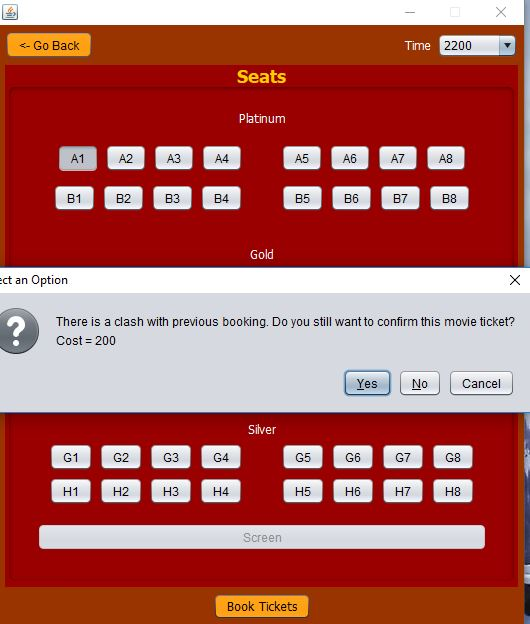 <- Go Back Time 2200
Seats
Platinum
A1 A2 A3 A4 A5 A6 A7 A8
B1 B2 B3 B4 B5 B6 B7 B8
Gold
ect an Option
There is a clash with previous booking. Do you still want to confirm this movie ticket?
Cost = 200
Yes No Cancel
Silver
G1 G2 G3 G4 G5 G6 G7 G8
H1 H2 H3 H4 H5 H6 H7 H8
Screen
Book Tickets